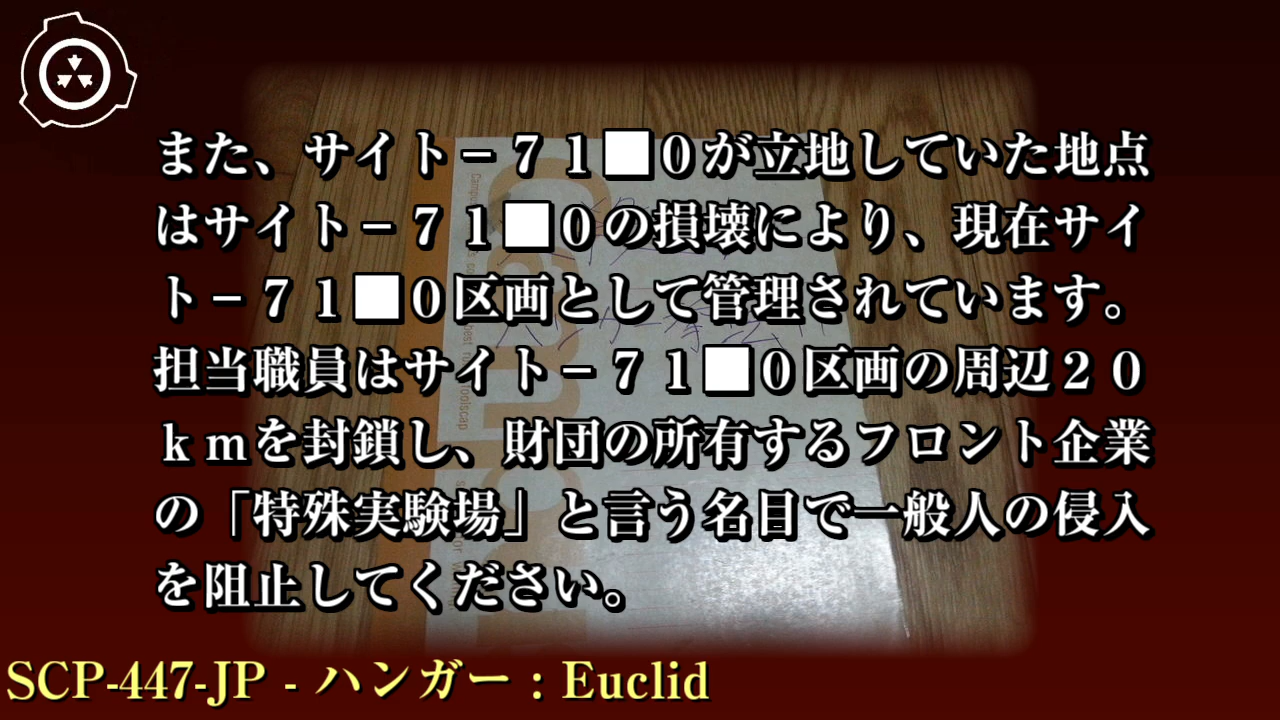 また、サイト－７１■０が立地していた地点
はサイト－７１■０の損壊により、現在サイ
ト－７１■０区画として管理されています。
担当職員はサイト－７１■０区画の周辺２０
ｋｍを封鎖し、財団の所有するフロント企業
の「特殊実験場」と言う名目で一般人の侵入
を阻止してください。
SCP-447-JP - ハンガー：Euclid